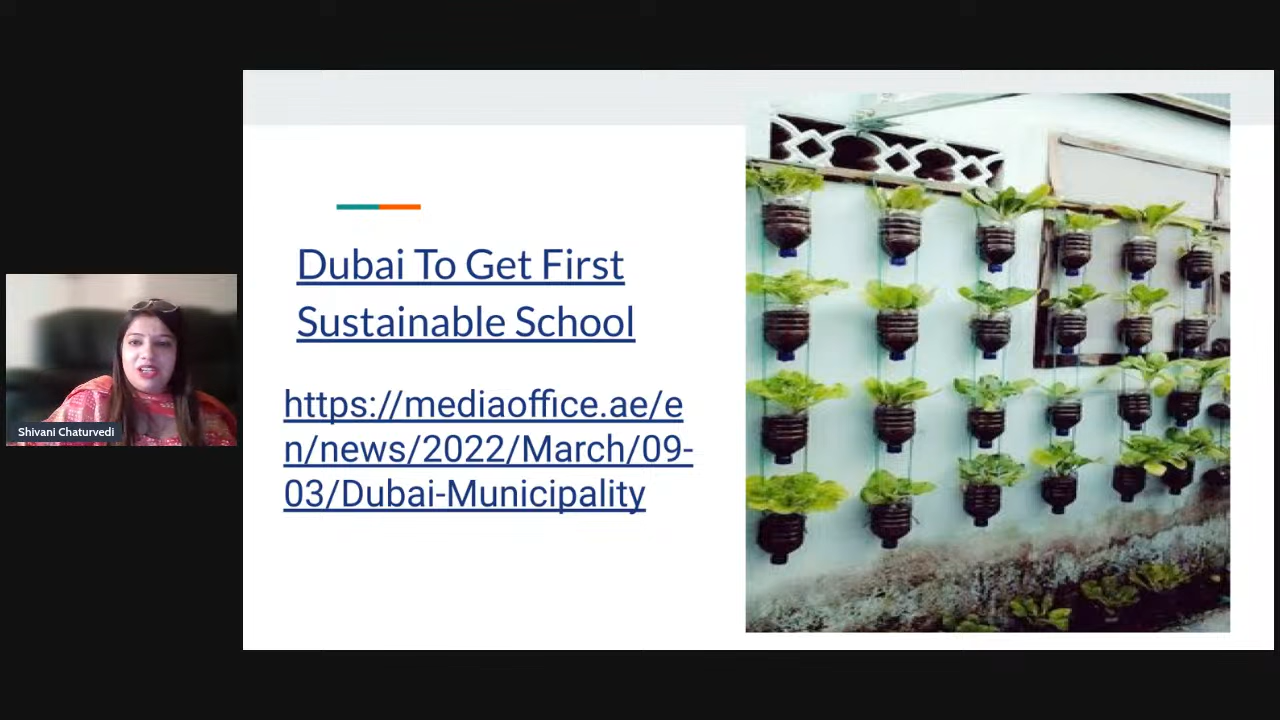 Dubai To Get First
Sustainable School
https://mediaoffice.ae/e
n/news/2022/March/09-
03/Dubai-Municipality
Shivani Chaturvedi